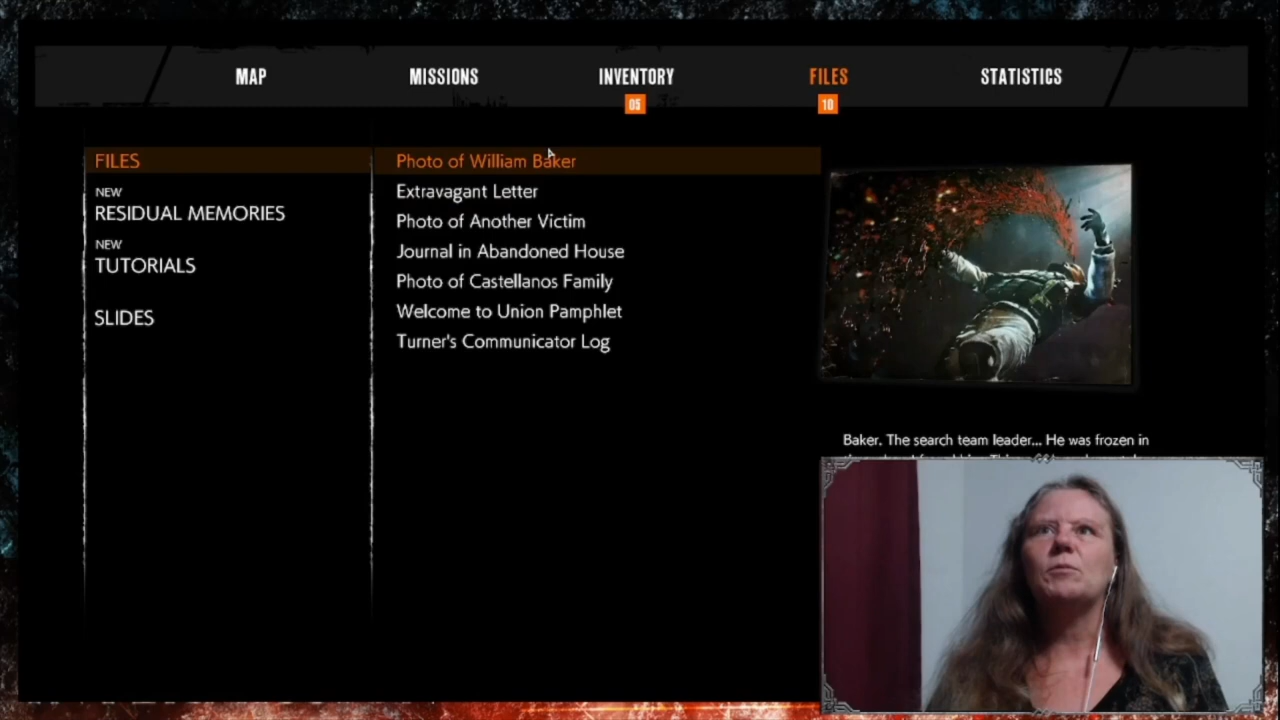 MAP
MISSIONS
INVENTORY
FILES
STATISTICS
05
10
FILES
NEW
RESIDUAL MEMORIES
NEW
TUTORIALS
SLIDES
Photo of William Baker
Extravagant Letter
Photo of Another Victim
Journal in Abandoned House
Photo of Castellanos Family
Welcome to Union Pamphlet
Turner's Communicator Log
Baker. The search team leader... He was frozen in